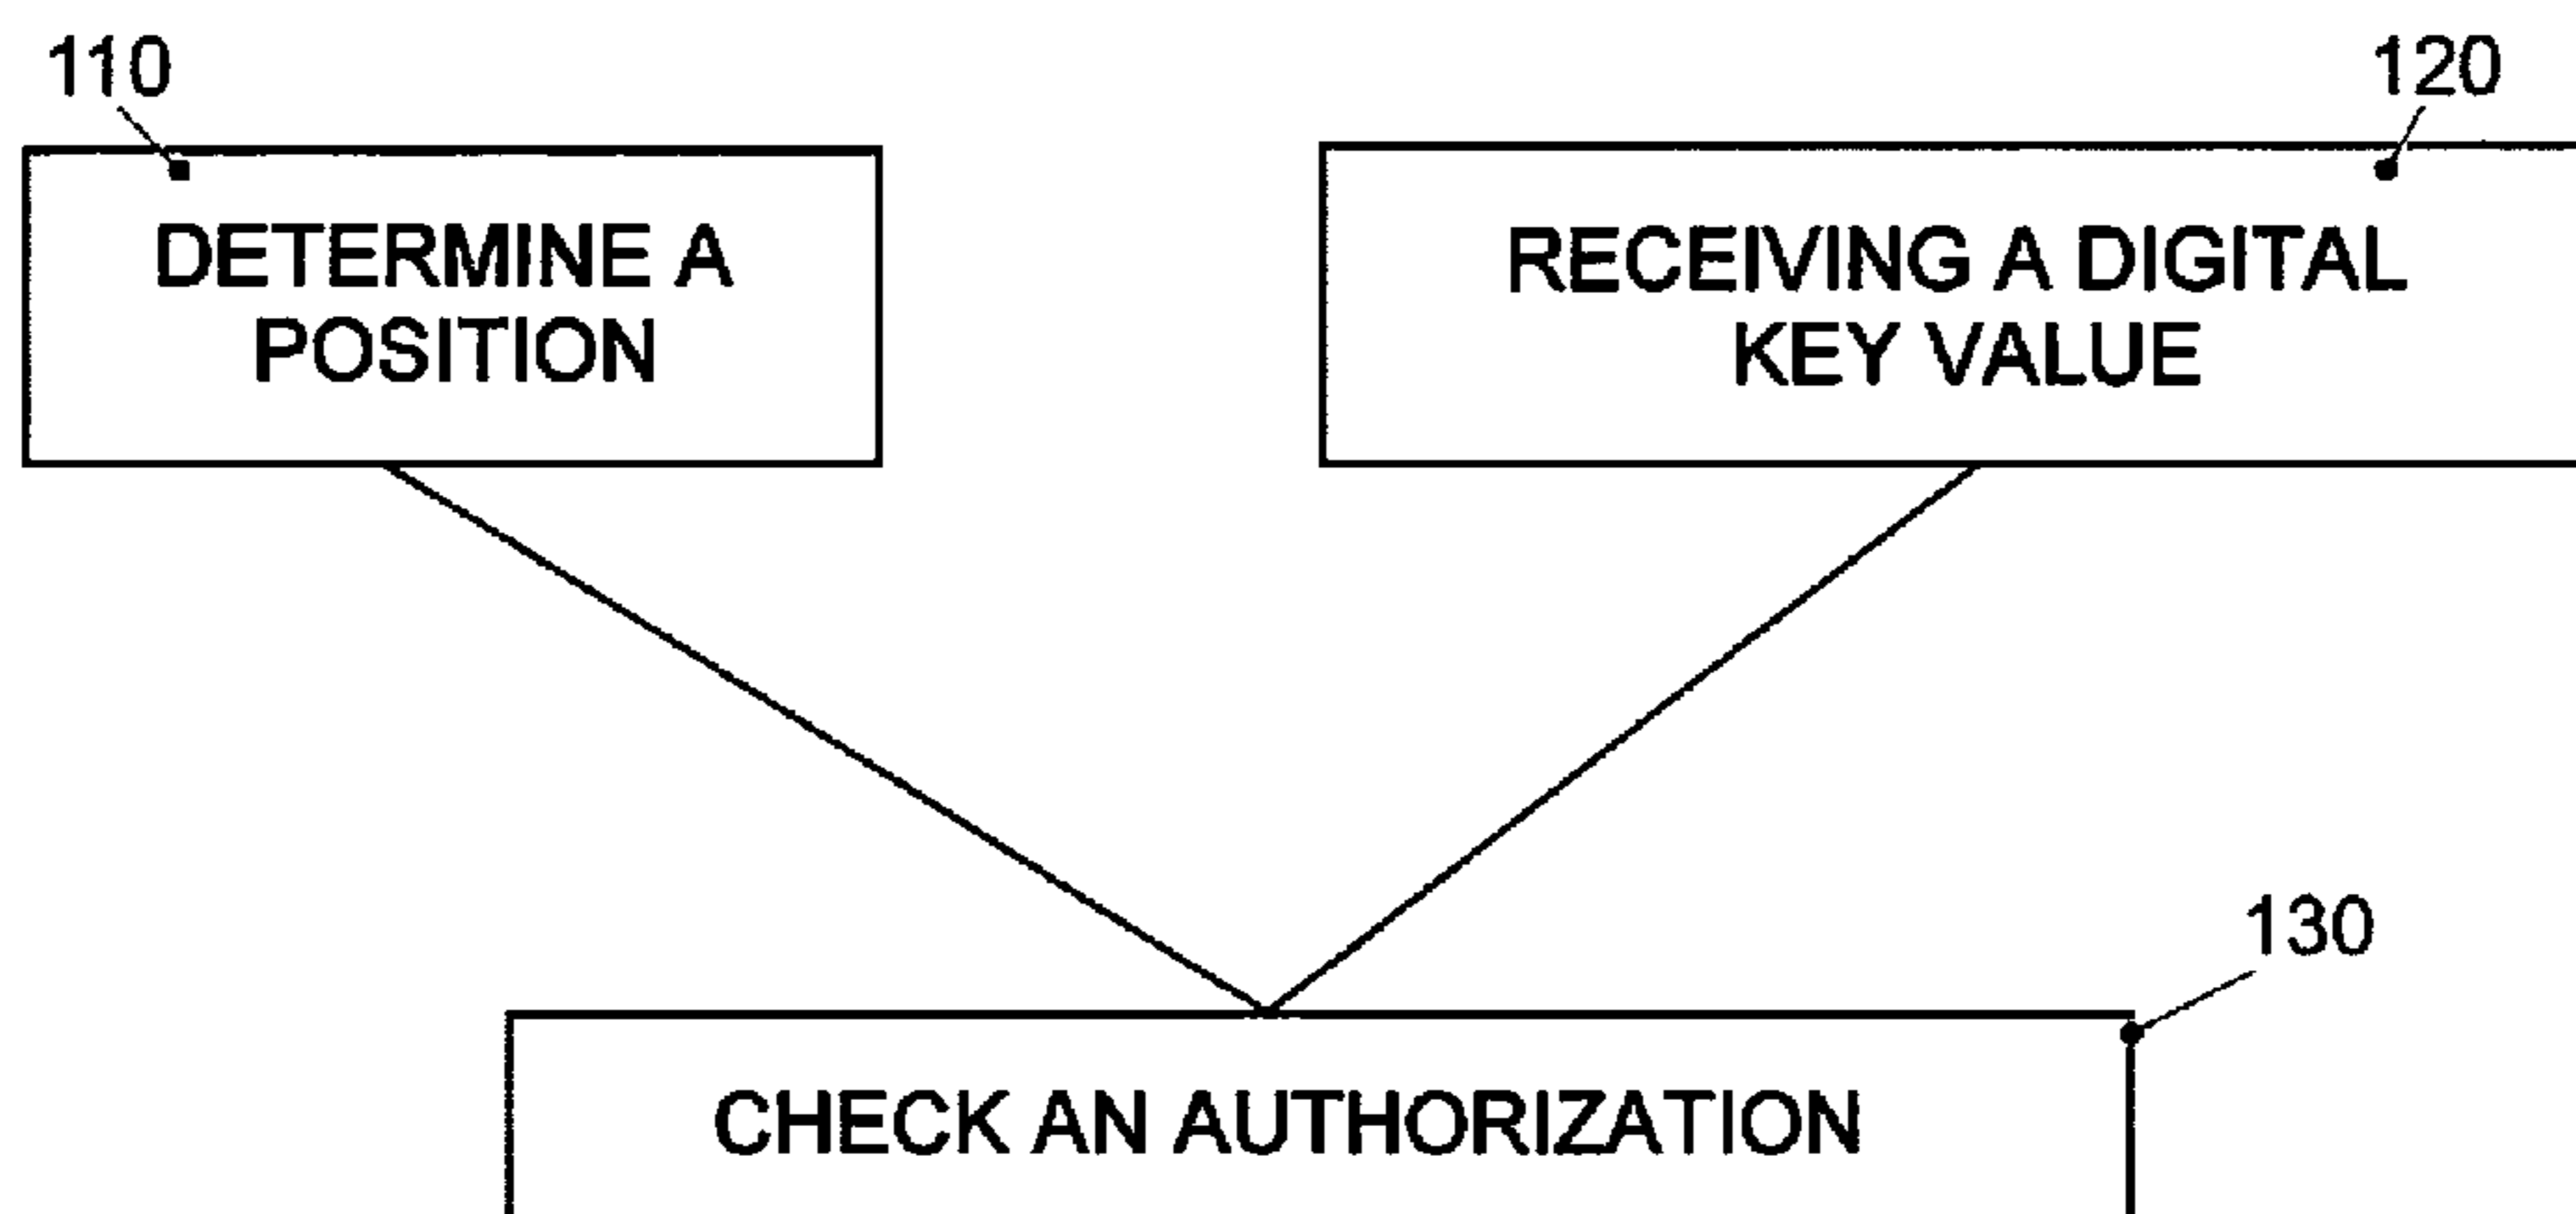 110
120
DETERMINE A
POSITION
RECEIVING A DIGITAL
KEY VALUE
130
CHECK AN AUTHORIZATION